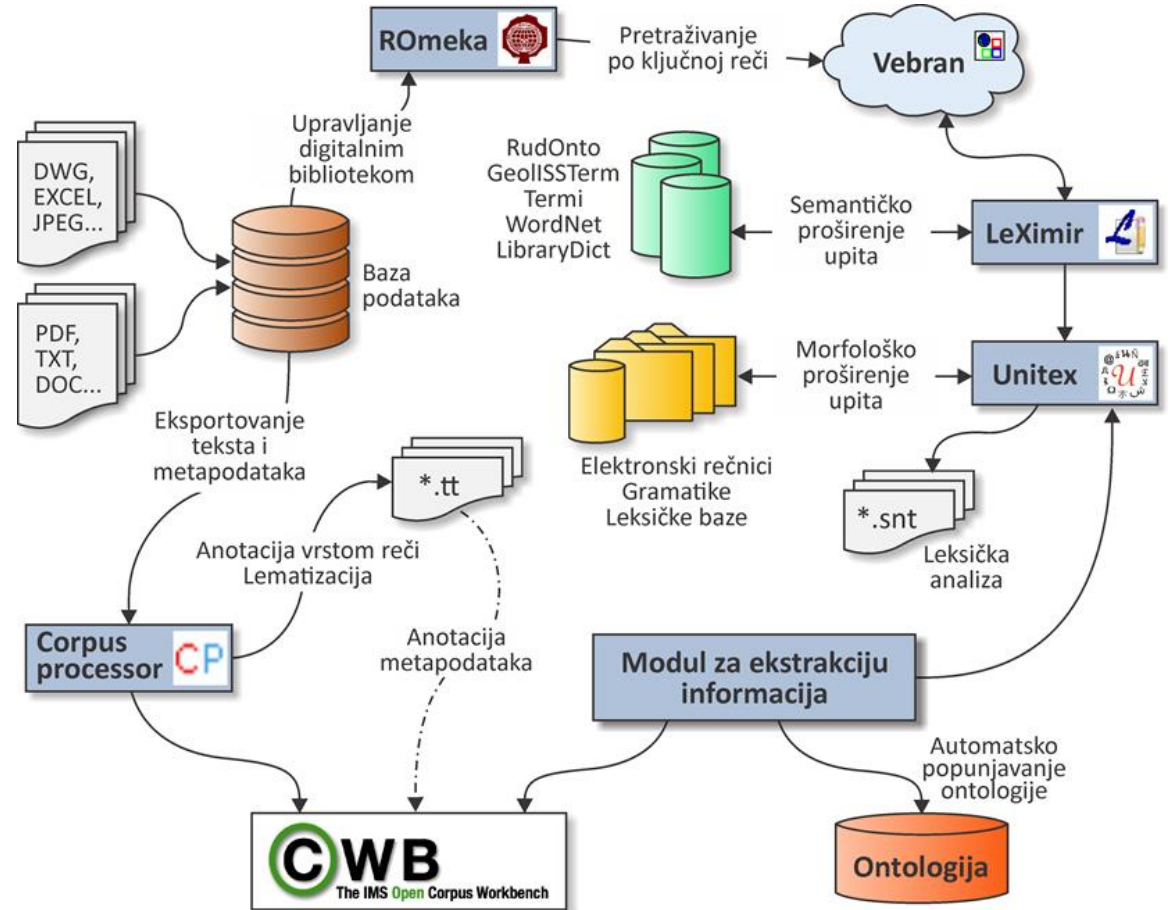 ROmeka
Pretraživanje
po ključnoj reči
Vebran
DWG,
EXCEL,
JPEG...
Upravljanje
digitalnim
bibliotekom
RudOnto
GeolISSTerm
Termi
WordNet
LibraryDict
Semantičko
proširenje
upita
LeXimir
Baza
podataka
PDF,
TXT,
DOC...
Morfološko
proširenje
upita
Unitex
U
Eksportovanje
teksta i
metapodataka
*.tt
Elektronski rečnici
Gramatike
Leksičke baze
*.snt
Leksička
analiza
Anotacija vrstom reči
Lematizacija
Corpus
processor
CP
Anotacija
metapodataka
Modul za ekstrakciju
informacija
Automatsko
popunjavanje
ontologije
CWB
The IMS Open Corpus Workbench
Ontologija